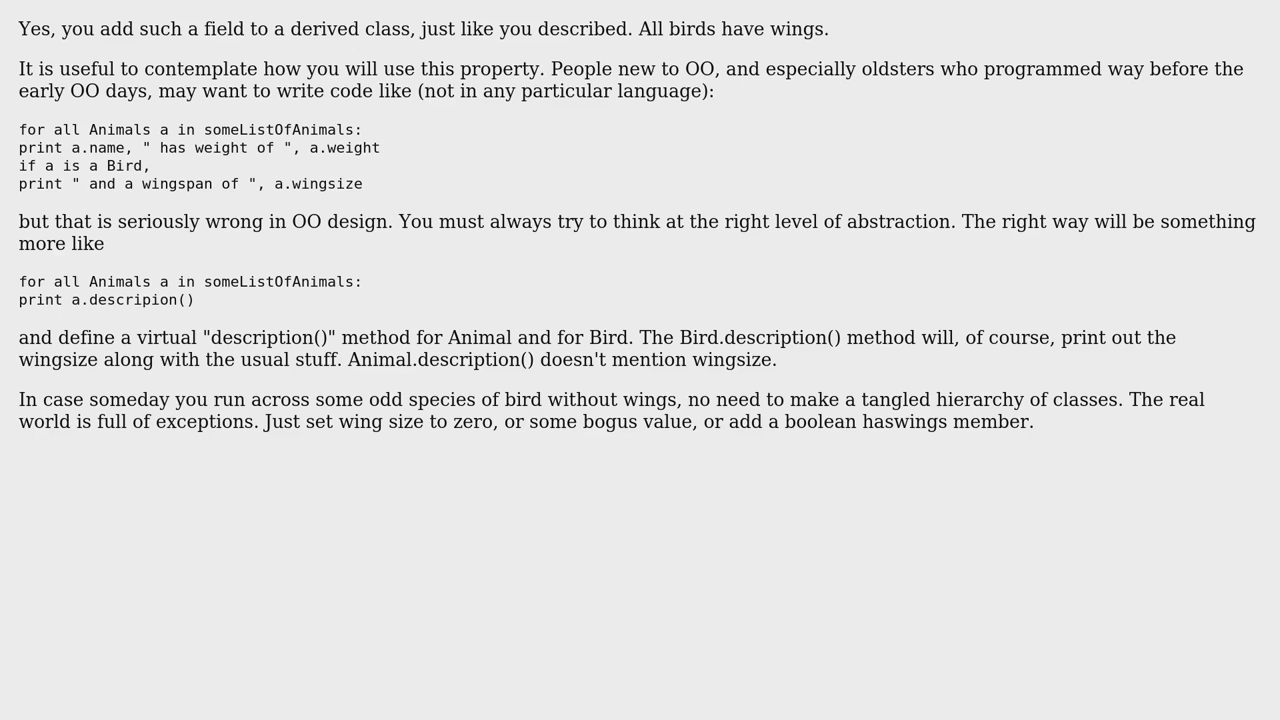 Yes, you add such a field to a derived class, just like you described. All birds have wings.
It is useful to contemplate how you will use this property. People new to OO, and especially oldsters who programmed way before the
early OO days, may want to write code like (not in any particular language):
for all Animals a in someListOfAnimals:
print a.name, " has weight of ", a.weight
if a is a Bird,
print " and a wingspan of ", a.wingsize
but that is seriously wrong in OO design. You must always try to think at the right level of abstraction. The right way will be something
more like
for all Animals a in someListOfAnimals:
print a.descripion()
and define a virtual "description()" method for Animal and for Bird. The Bird.description() method will, of course, print out the
wingsize along with the usual stuff. Animal.description() doesn't mention wingsize.
In case someday you run across some odd species of bird without wings, no need to make a tangled hierarchy of classes. The real
world is full of exceptions. Just set wing size to zero, or some bogus value, or add a boolean haswings member.